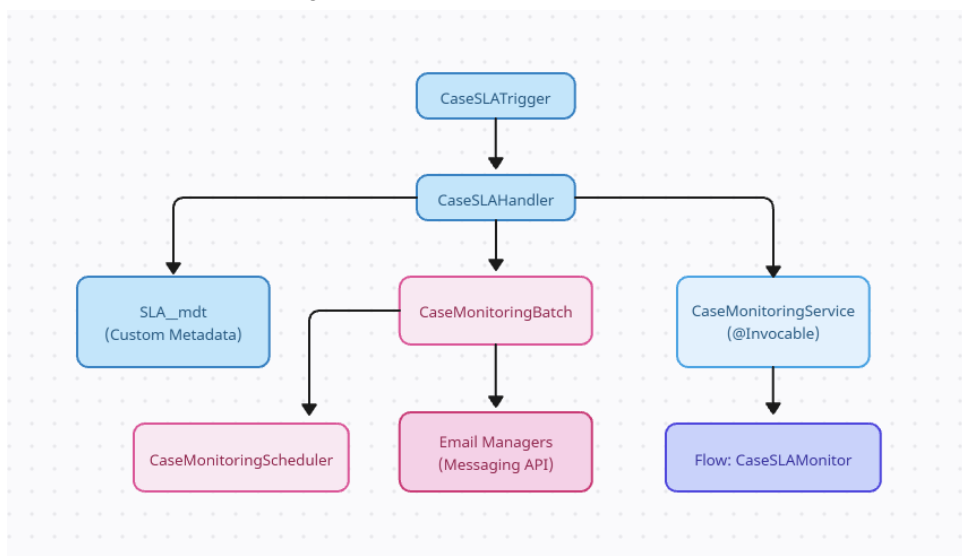 CaseSLATrigger
CaseSLAHandler
SLA__mdt
(Custom Metadata)
CaseMonitoringBatch
CaseMonitoringService
(@Invocable)
CaseMonitoringScheduler
Email Managers
(Messaging API)
Flow: CaseSLAMonitor